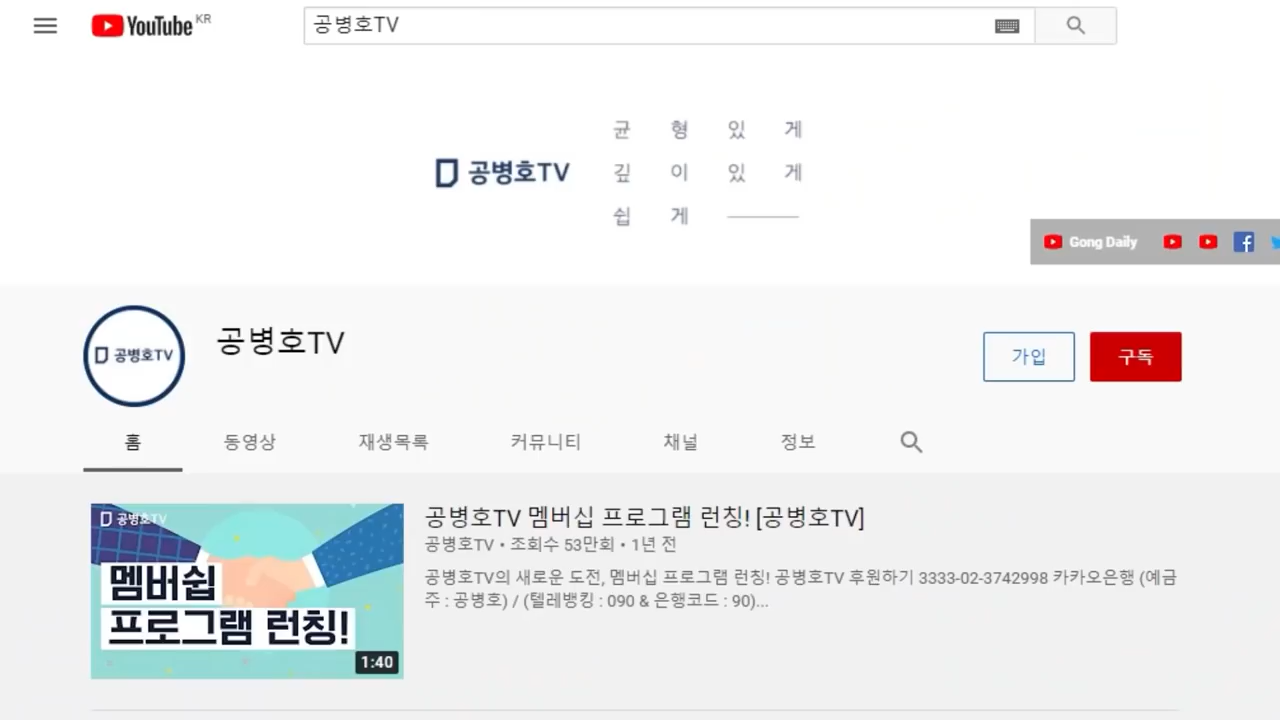 YouTube KR
공병호TV
공병호TV
균 형 있 게
깊 이 있 게
쉽 게
Gong Daily
공병호TV
공병호TV
가입
구독
홈 동영상 재생목록 커뮤니티 채널 정보
공병호TV
멤버쉽
프로그램 런칭!
1:40
공병호TV 멤버십 프로그램 런칭! [공병호TV]
공병호TV • 조회수 53만회 • 1년 전
공병호TV의 새로운 도전, 멤버십 프로그램 런칭! 공병호TV 후원하기 3333-02-3742998 카카오은행 (예금
주 : 공병호) / (텔레뱅킹 : 090 & 은행코드 : 90)...